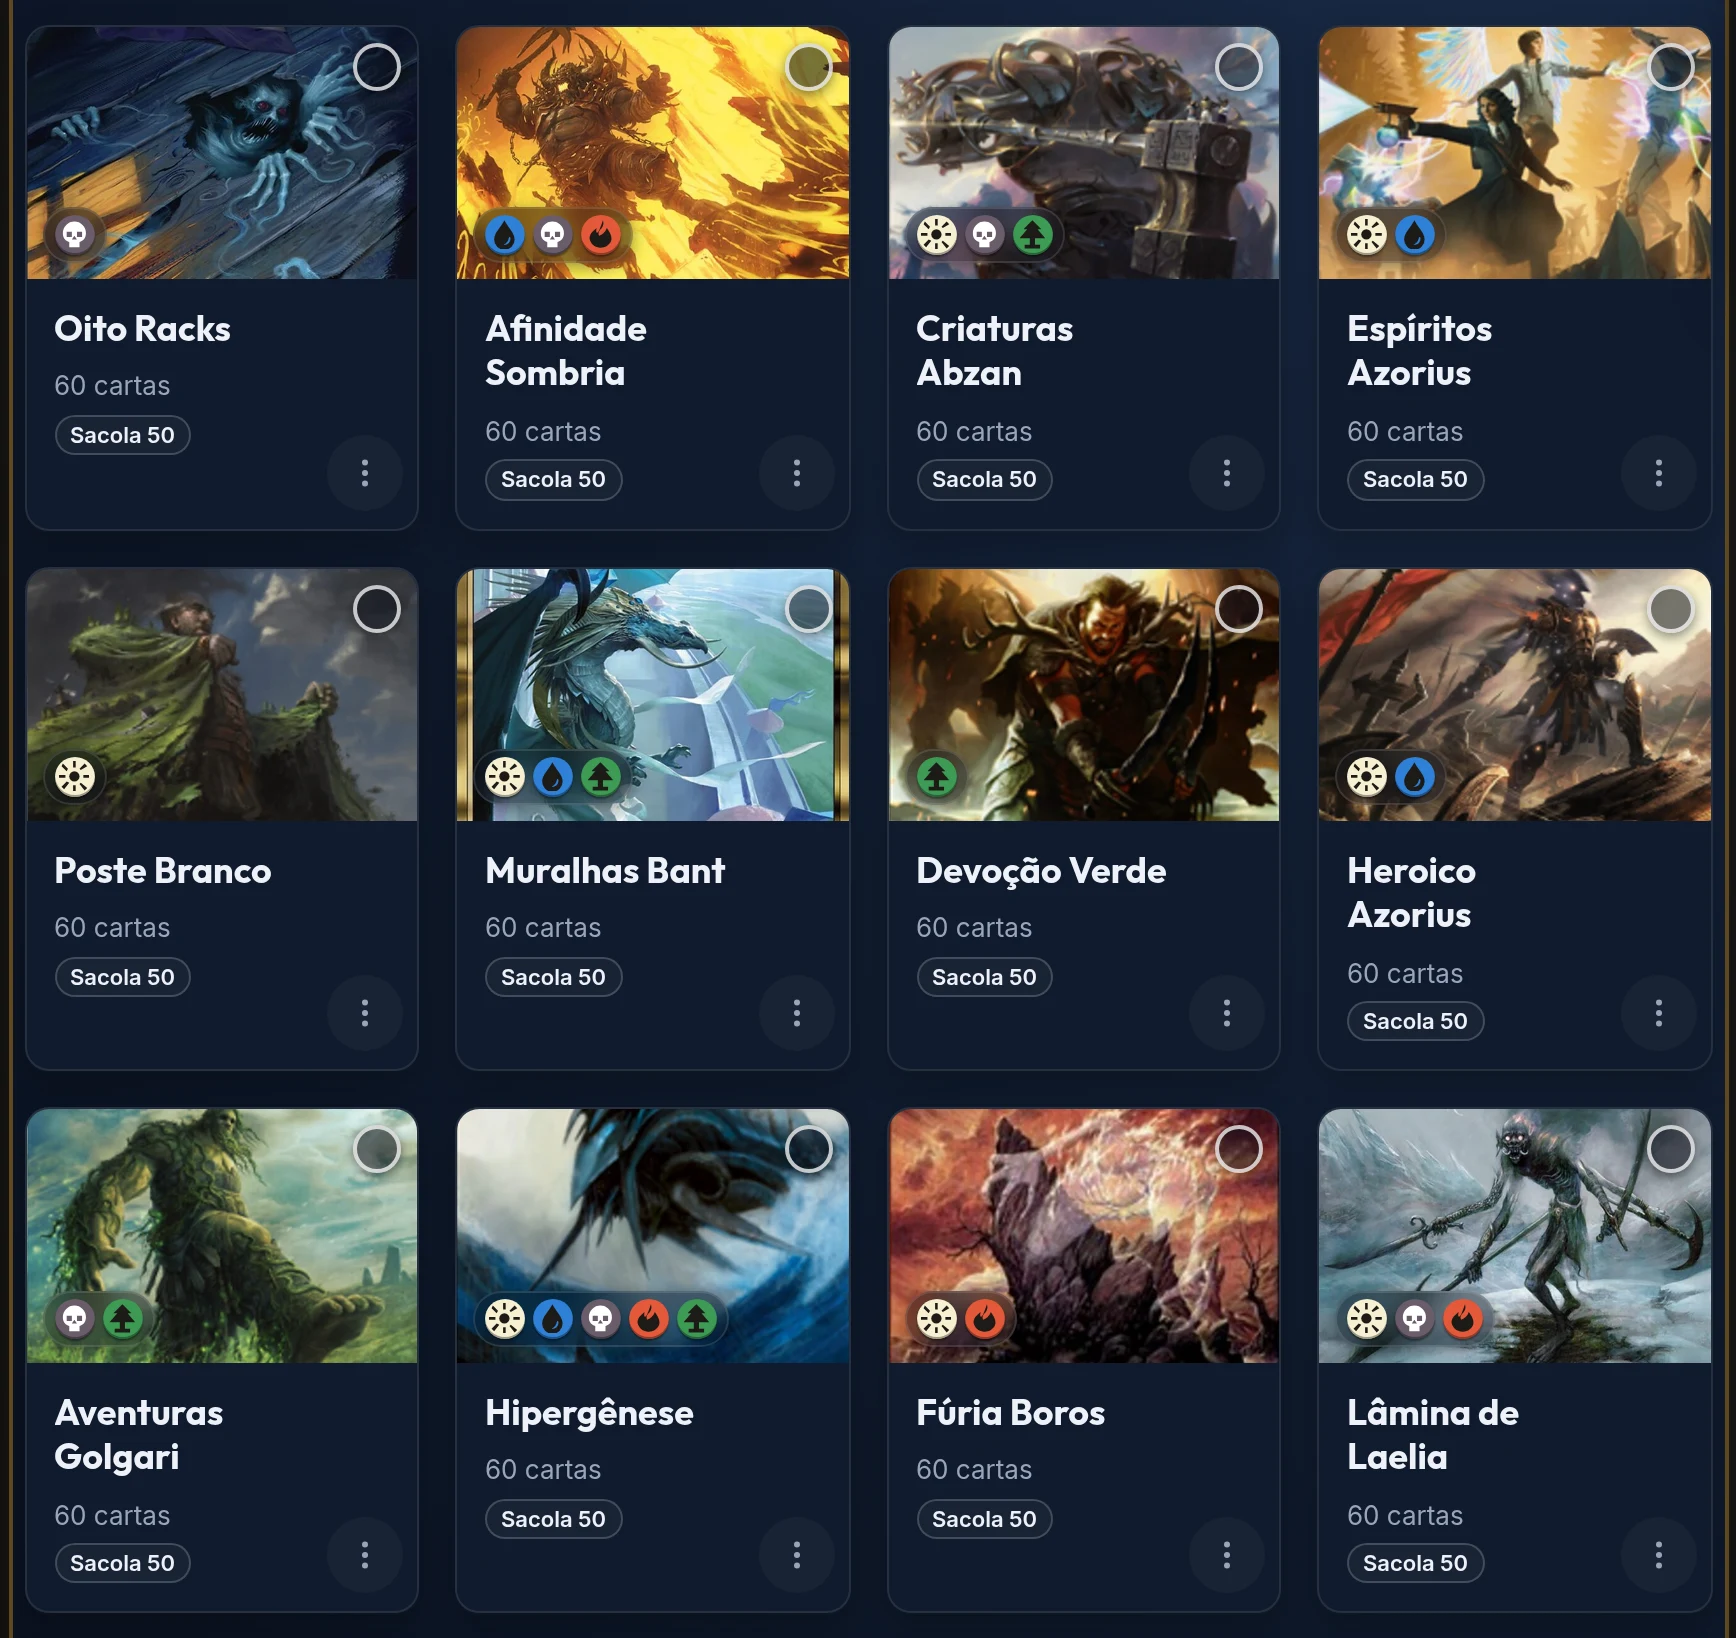 Oito Racks
60 cartas
Sacola 50
Afinidade
Sombria
60 cartas
Sacola 50
Criaturas
Abzan
60 cartas
Sacola 50
Espíritos
Azorius
60 cartas
Sacola 50
Poste Branco
60 cartas
Sacola 50
Muralhas Bant
60 cartas
Sacola 50
Devoção Verde
60 cartas
Sacola 50
Heroico
Azorius
60 cartas
Sacola 50
Aventuras
Golgari
60 cartas
Sacola 50
Hipergênese
60 cartas
Sacola 50
Fúria Boros
60 cartas
Sacola 50
Lâmina de
Laelia
60 cartas
Sacola 50